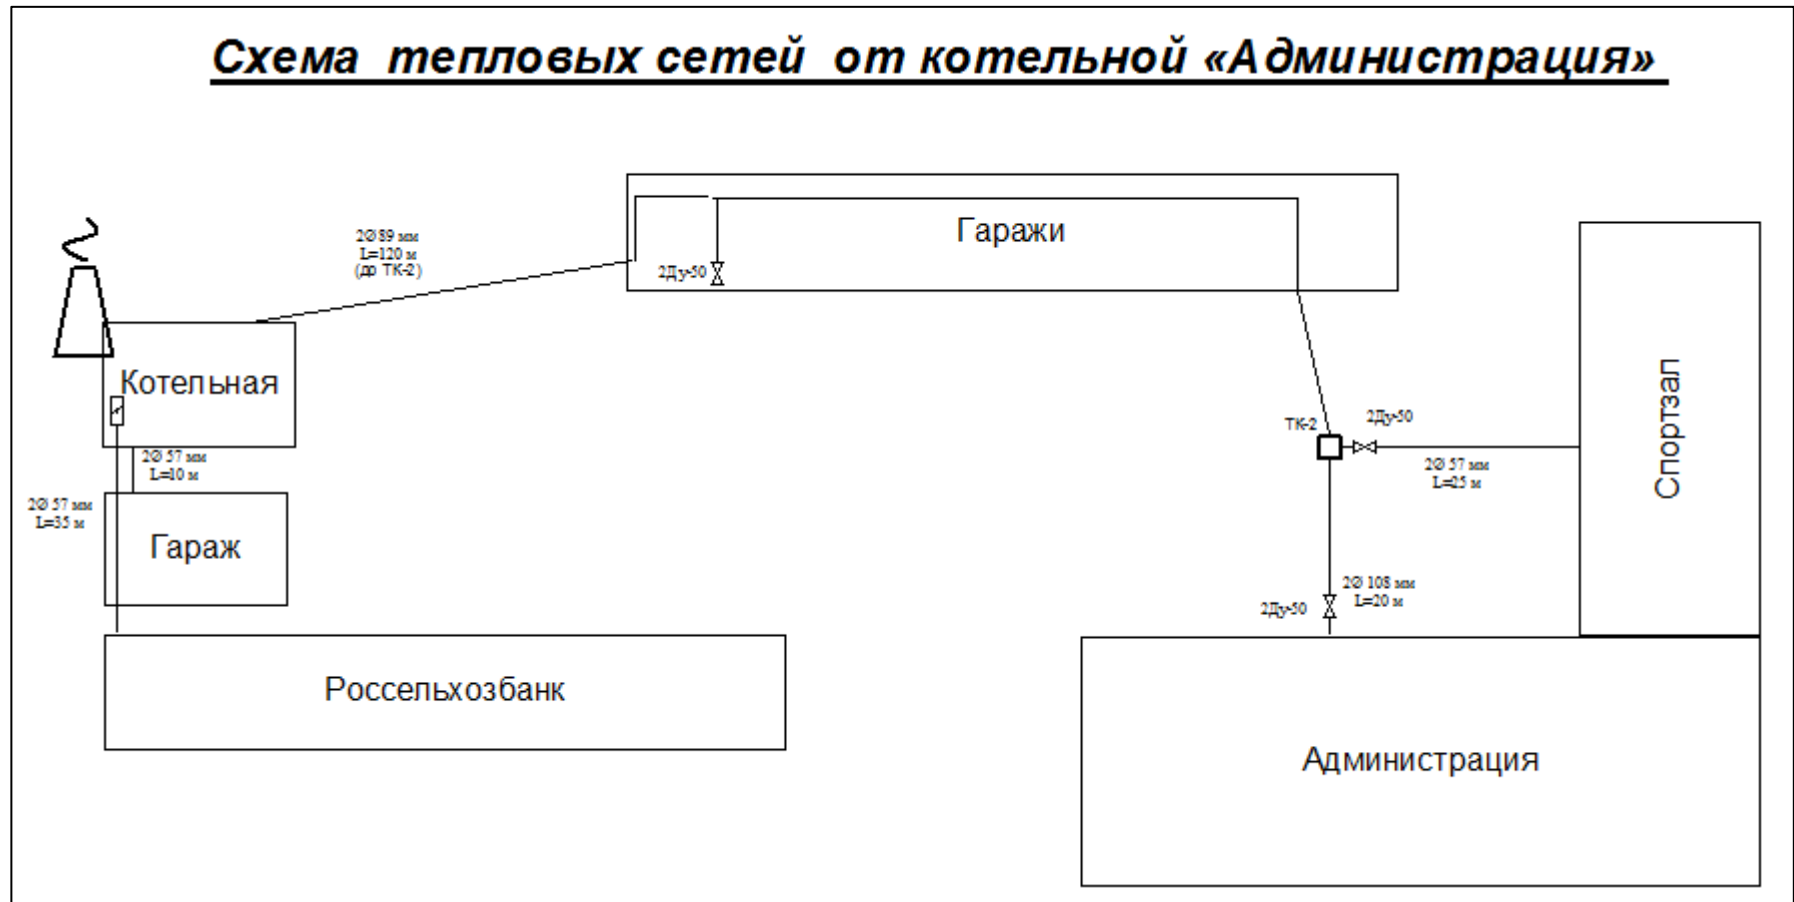 Схема тепловых сетей от котельной «Администрация»
2Ø 89 мм
L=120 м
(до ТК-2)
Гаражи
2Ду-50
Котельная
2Ø 57 мм
L=10 м
2Ø 57 мм
L=35 м
Гараж
Россельхозбанк
ТК-2
2Ду-50
2Ø 57 мм
L=25 м
Спортзал
2Ø 108 мм
L=20 м
2Ду-50
Администрация